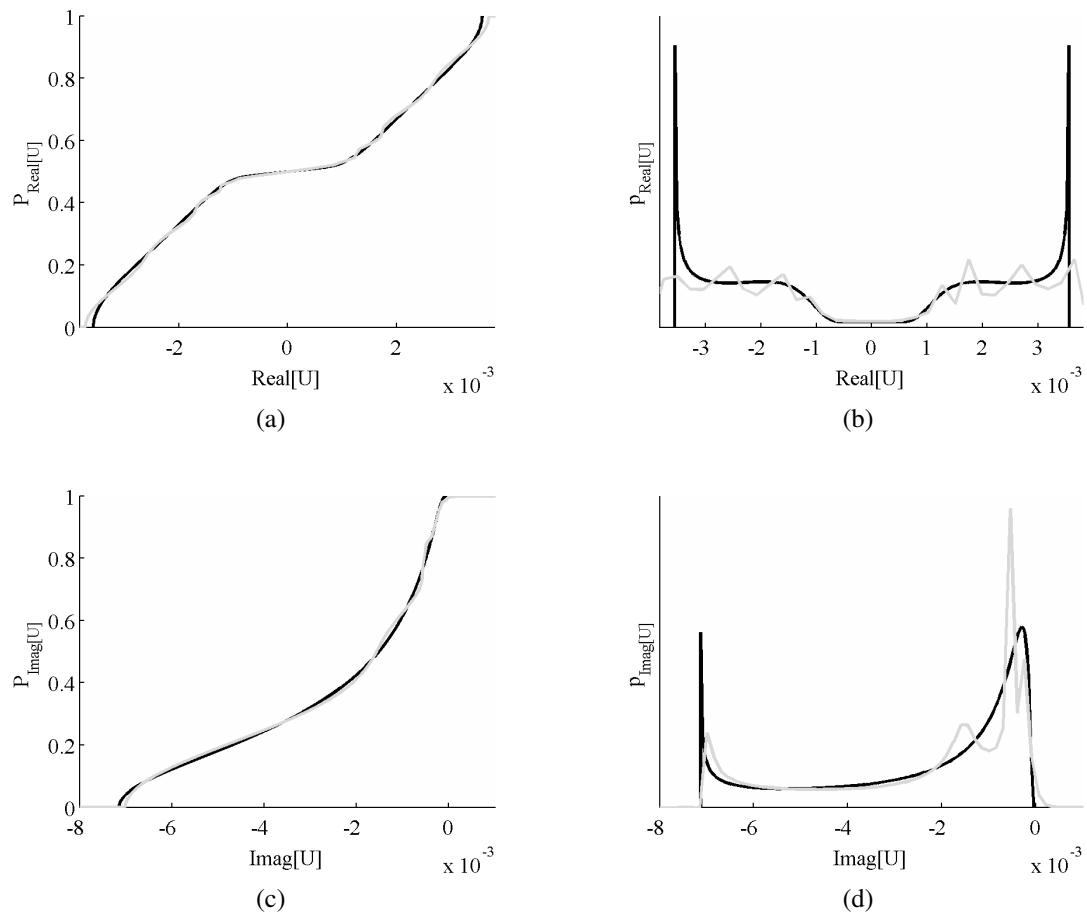 1
0.8
0.6
0.4
0.2
0
P_Real[U]
-2
0
2
x 10^-3
Real[U]
(a)
p_Real[U]
-3
-2
-1
0
1
2
3
x 10^-3
Real[U]
(b)
1
0.8
0.6
0.4
0.2
0
P_Imag[U]
-8
-6
-4
-2
0
x 10^-3
Imag[U]
(c)
p_Imag[U]
-8
-6
-4
-2
0
x 10^-3
Imag[U]
(d)